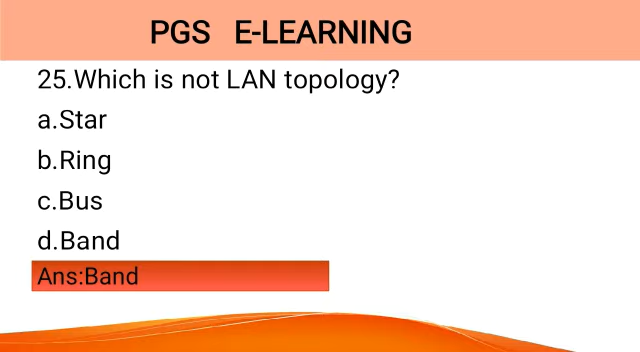 PGS E-LEARNING
25.Which is not LAN topology?
a.Star
b.Ring
c.Bus
d.Band
Ans:Band